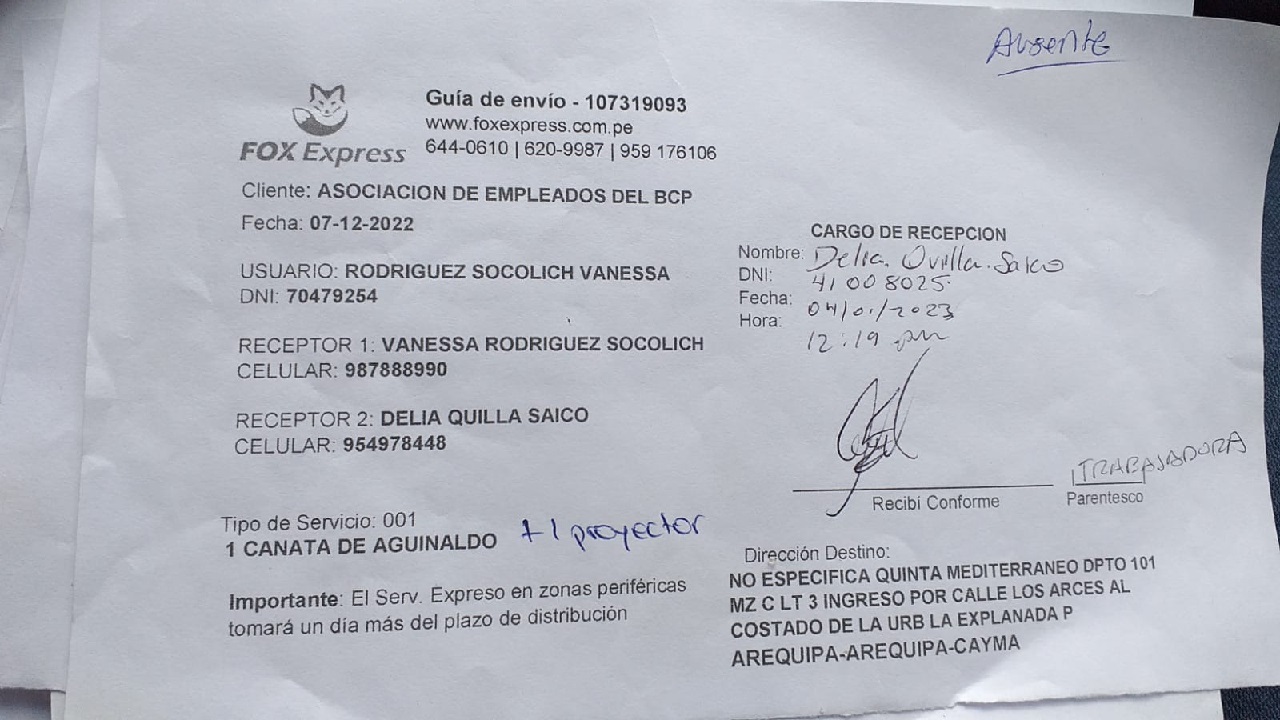 Ausente
FOX Express
Guía de envío - 107319093
www.foxexpress.com.pe
644-0610 | 620-9987 | 959 176106
Cliente: ASOCIACION DE EMPLEADOS DEL BCP
Fecha: 07-12-2022
USUARIO: RODRIGUEZ SOCOLICH VANESSA
DNI: 70479254
RECEPTOR 1: VANESSA RODRIGUEZ SOCOLICH
CELULAR: 987888990
RECEPTOR 2: DELIA QUILLA SAICO
CELULAR: 954978448
Tipo de Servicio: 001
1 CANATA DE AGUINALDO + 1 proyector
Importante: El Serv. Expreso en zonas periféricas
tomará un día más del plazo de distribución
CARGO DE RECEPCION
Nombre: Delia. Quilla. Saico
DNI: 41008025.
Fecha: 04/01/2023
Hora: 12:19 pm
Recibi Conforme
TRABAJADORA
Parentesco
Dirección Destino:
NO ESPECIFICA QUINTA MEDITERRANEO DPTO 101
MZ C LT 3 INGRESO POR CALLE LOS ARCES AL
COSTADO DE LA URB LA EXPLANADA P
AREQUIPA-AREQUIPA-CAYMA